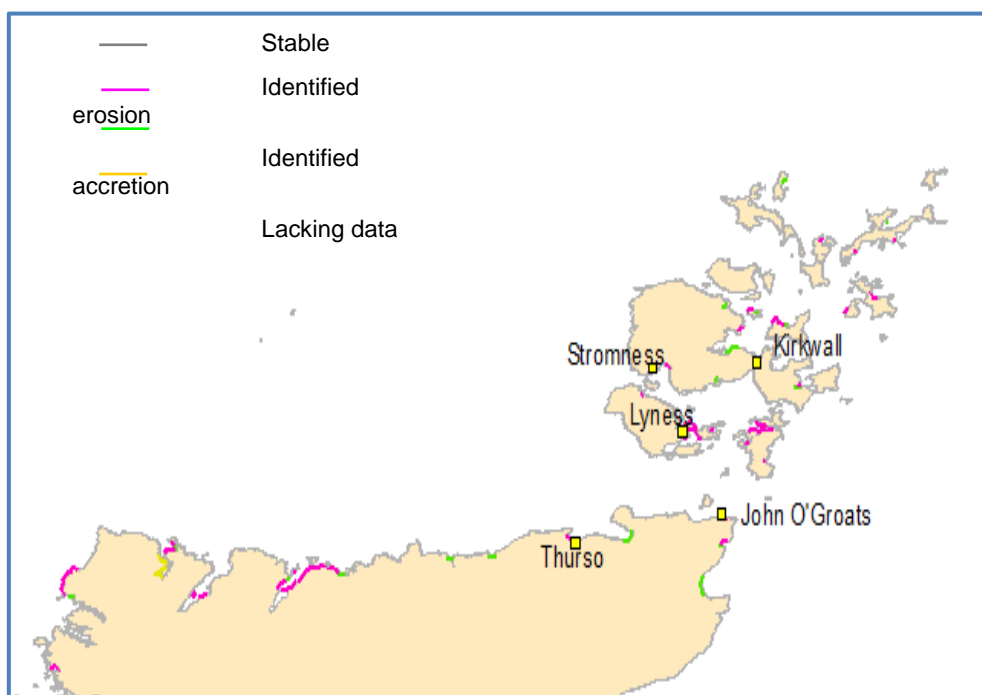 Stable
Identified
erosion
Identified
accretion
Lacking data
Kirkwall
Stromness
Lyness
John O'Groats
Thurso